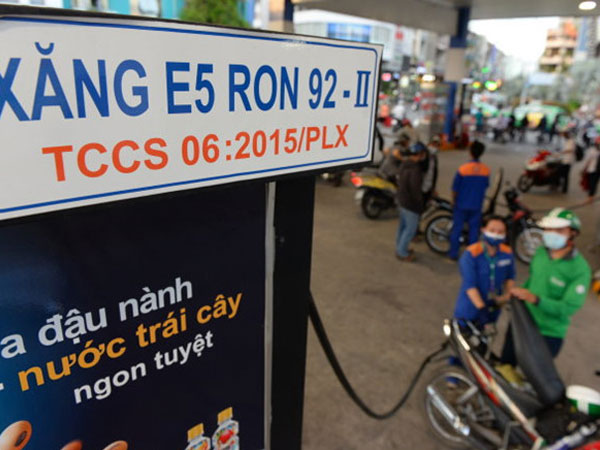 XĂNG E5 RON 92-II
TCCS 06:2015/PLX
a đậu nành
nước trái cây
ngon tuyệt